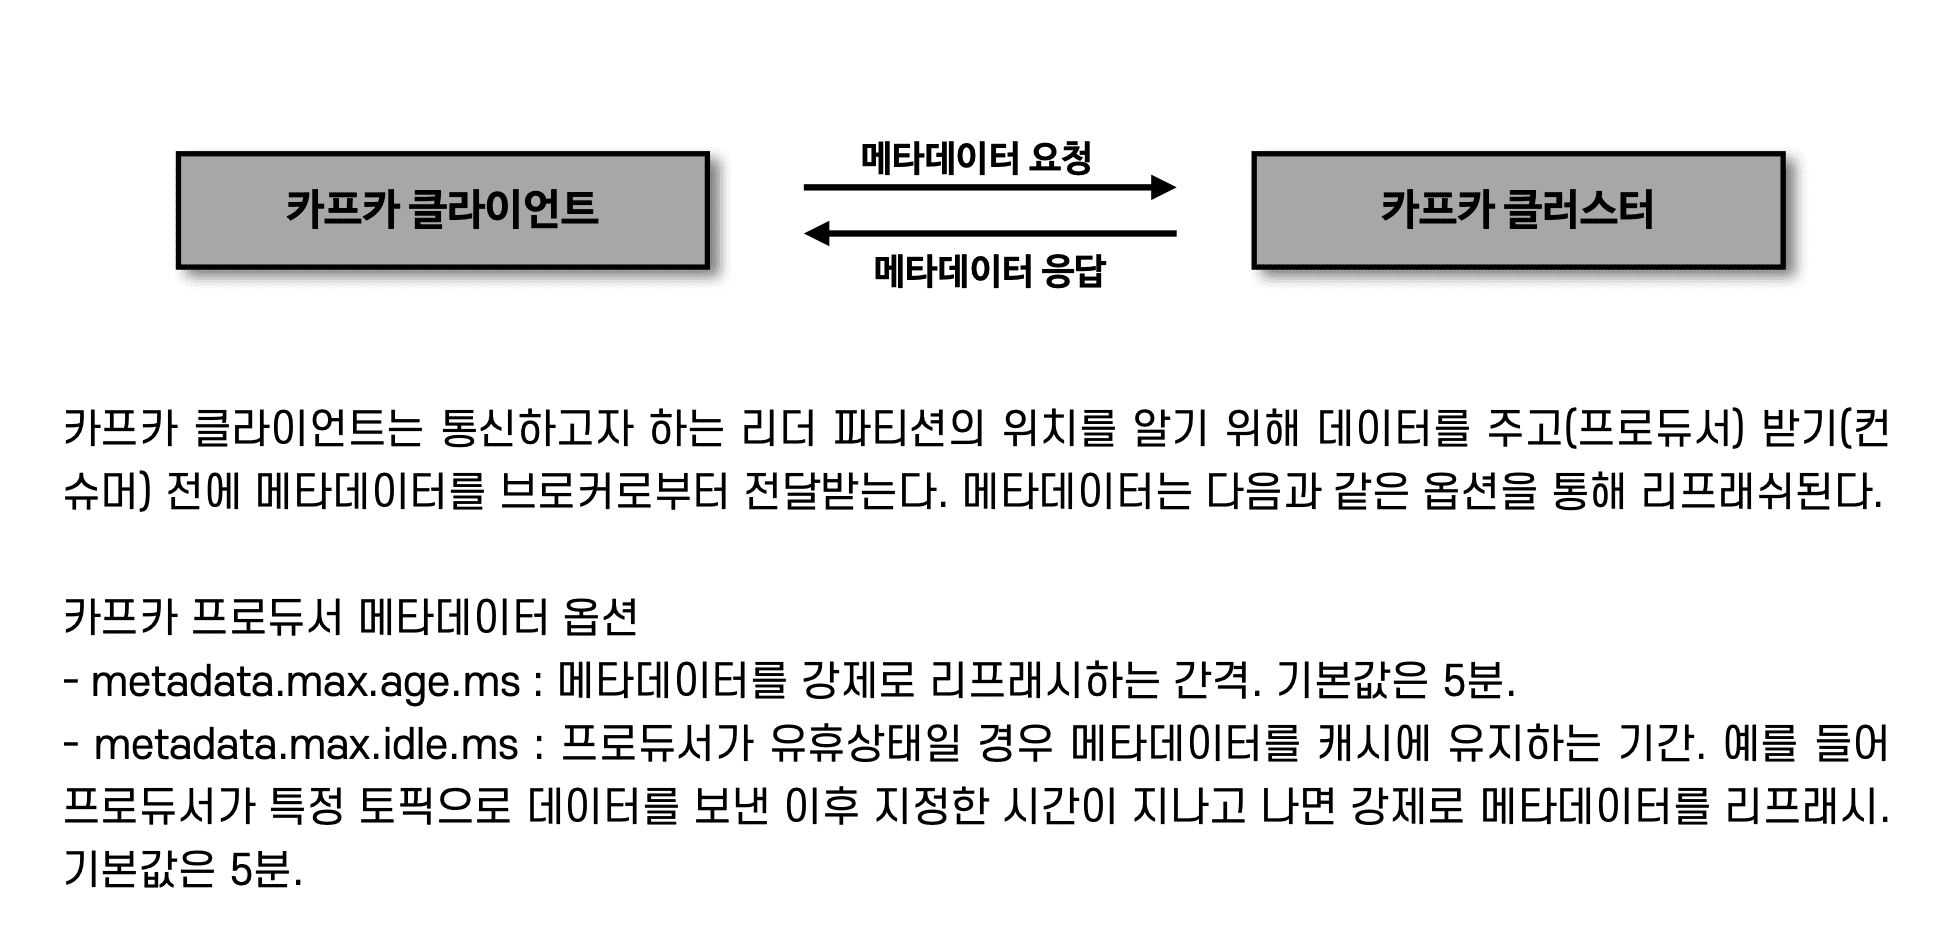 카프카 클라이언트
메타데이터 요청
메타데이터 응답
카프카 클러스터
카프카 클라이언트는 통신하고자 하는 리더 파티션의 위치를 알기 위해 데이터를 주고(프로듀서) 받기(컨
슈머) 전에 메타데이터를 브로커로부터 전달받는다. 메타데이터는 다음과 같은 옵션을 통해 리프래쉬된다.
카프카 프로듀서 메타데이터 옵션
- metadata.max.age.ms : 메타데이터를 강제로 리프래시하는 간격. 기본값은 5분.
- metadata.max.idle.ms : 프로듀서가 유휴상태일 경우 메타데이터를 캐시에 유지하는 기간. 예를 들어
프로듀서가 특정 토픽으로 데이터를 보낸 이후 지정한 시간이 지나고 나면 강제로 메타데이터를 리프래시.
기본값은 5분.